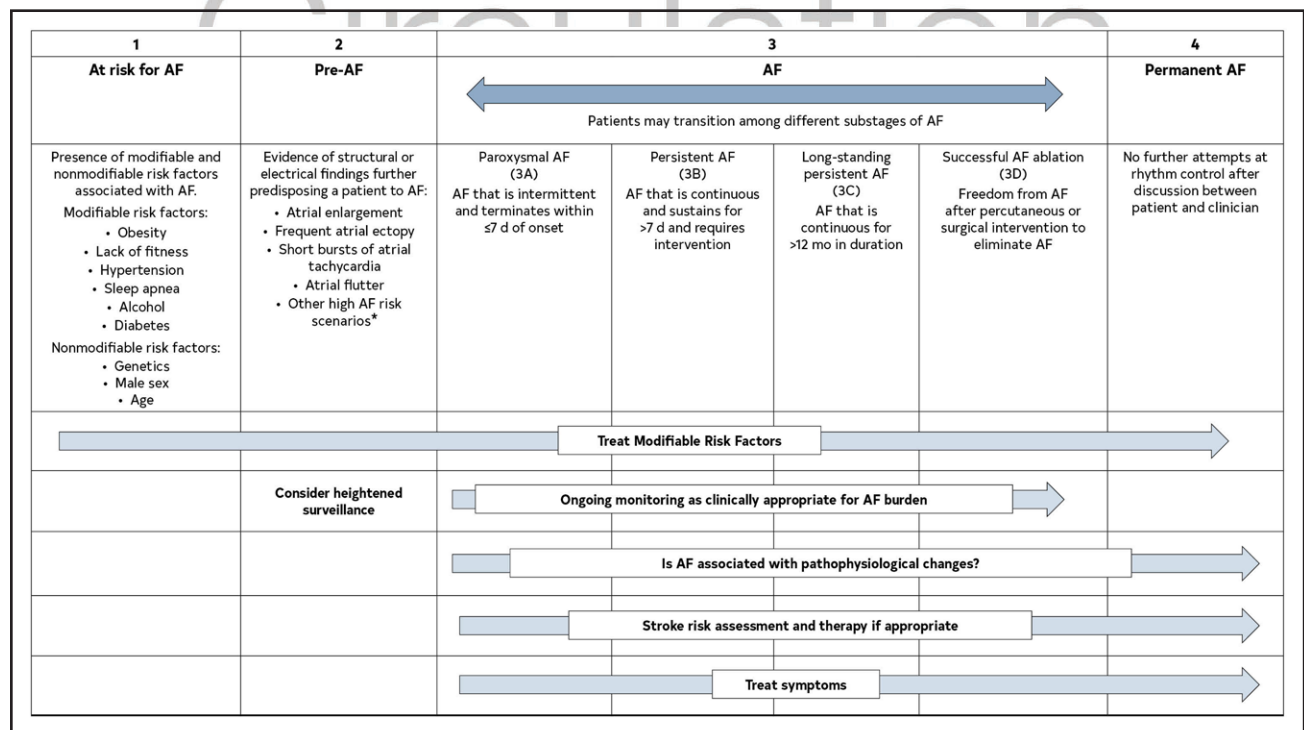 Circulation
1
2
3
4
At risk for AF
Pre-AF
AF
Permanent AF
Patients may transition among different substages of AF
Presence of modifiable and
nonmodifiable risk factors
associated with AF.
Modifiable risk factors:
• Obesity
• Lack of fitness
• Hypertension
• Sleep apnea
• Alcohol
• Diabetes
Nonmodifiable risk factors:
• Genetics
• Male sex
• Age
Evidence of structural or
electrical findings further
predisposing a patient to AF:
• Atrial enlargement
• Frequent atrial ectopy
• Short bursts of atrial
tachycardia
• Atrial flutter
• Other high AF risk
scenarios*
Paroxysmal AF
(3A)
AF that is intermittent
and terminates within
≤7 d of onset
Persistent AF
(3B)
AF that is continuous
and sustains for
>7 d and requires
intervention
Long-standing
persistent AF
(3C)
AF that is
continuous for
>12 mo in duration
Successful AF ablation
(3D)
Freedom from AF
after percutaneous or
surgical intervention to
eliminate AF
No further attempts at
rhythm control after
discussion between
patient and clinician
Treat Modifiable Risk Factors
Consider heightened
surveillance
Ongoing monitoring as clinically appropriate for AF burden
Is AF associated with pathophysiological changes?
Stroke risk assessment and therapy if appropriate
Treat symptoms